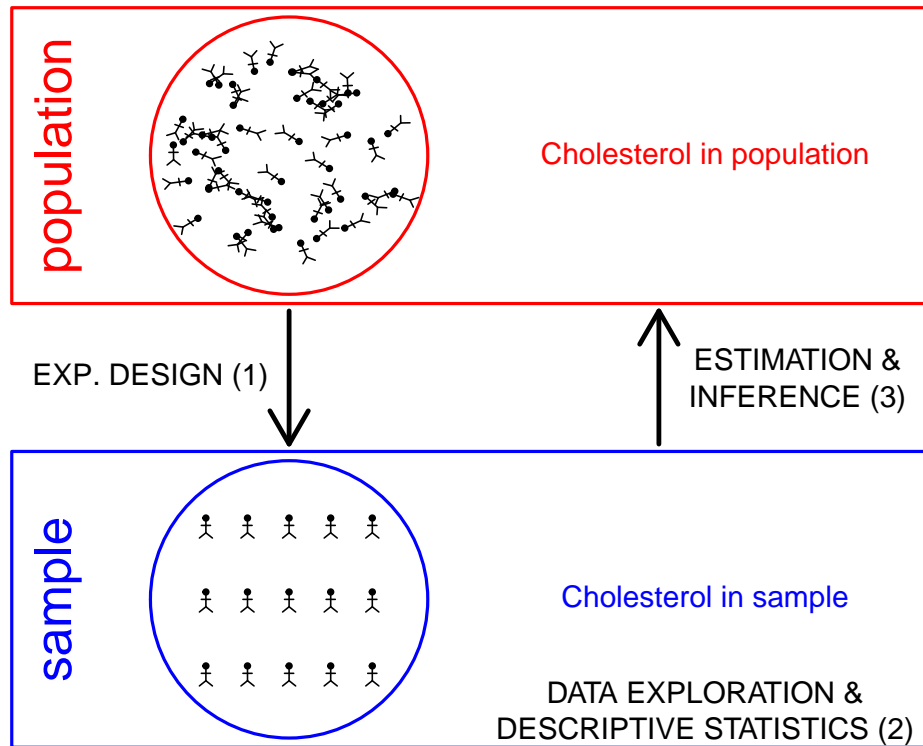 population
Cholesterol in population
EXP. DESIGN (1)
ESTIMATION &
INFERENCE (3)
sample
Cholesterol in sample
DATA EXPLORATION &
DESCRIPTIVE STATISTICS (2)